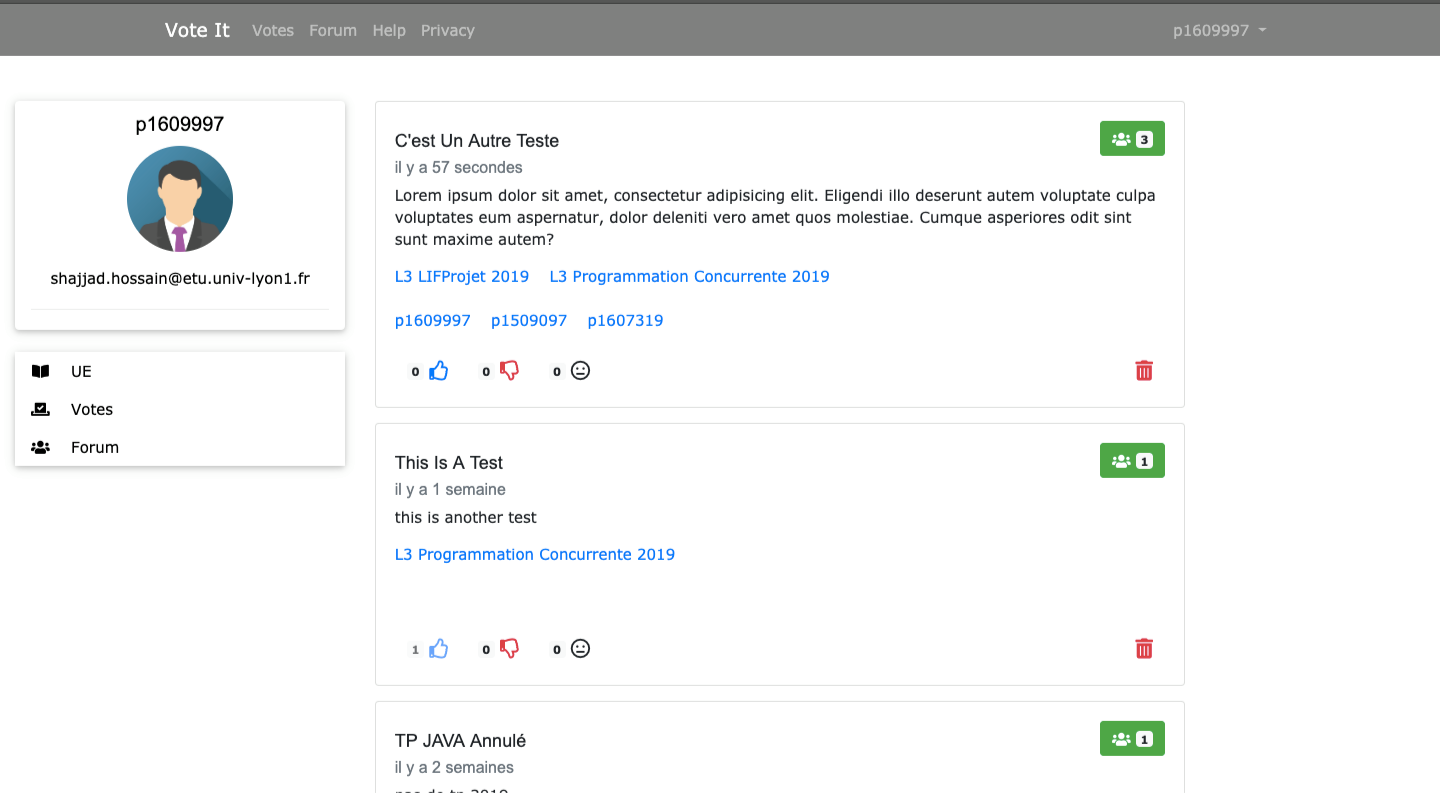 Vote It Votes Forum Help Privacy p1609997
p1609997
shajjad.hossain@etu.univ-lyon1.fr
UE
Votes
Forum
C'est Un Autre Teste 3
il y a 57 secondes
Lorem ipsum dolor sit amet, consectetur adipisicing elit. Eligendi illo deserunt autem voluptate culpa
voluptates eum aspernatur, dolor deleniti vero amet quos molestiae. Cumque asperiores odit sint
sunt maxime autem?
L3 LIFProjet 2019 L3 Programmation Concurrente 2019
p1609997 p1509097 p1607319
0 0 0
This Is A Test 1
il y a 1 semaine
this is another test
L3 Programmation Concurrente 2019
1 0 0
TP JAVA Annulé 1
il y a 2 semaines